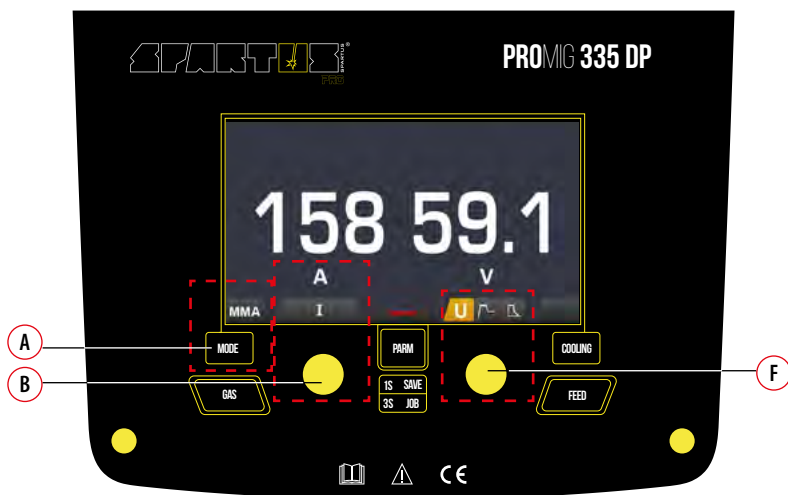 SPARTUS® SPARTUS
PRO
PROMIG 335 DP
158 59.1
A V
MMA I U
A
MODE PARM COOLING
B
F
GAS 1S SAVE FEED
3S JOB
CE